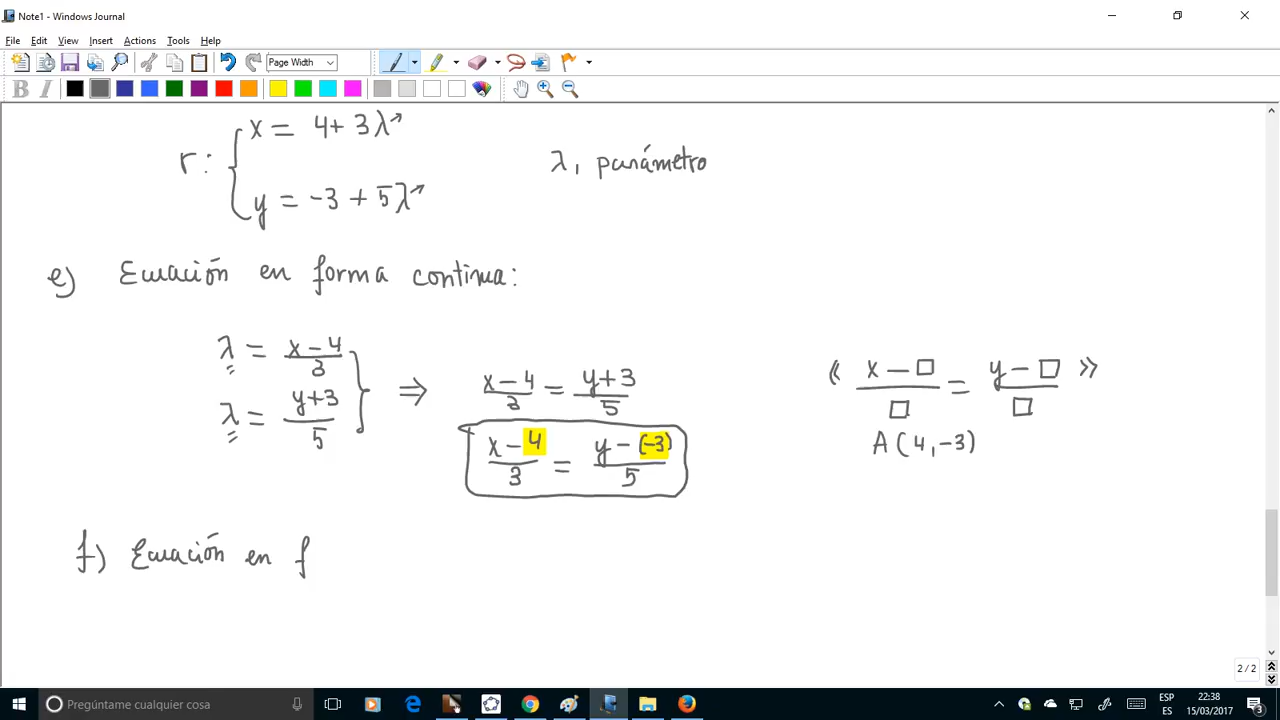 Note1 - Windows Journal
File Edit View Insert Actions Tools Help
Page Width
B I
r: { x = 4 + 3λ
y = -3 + 5λ
λ, parámetro
e) Ecuación en forma continua:
λ = x-4/3
λ = y+3/5
⇒ x-4/3 = y+3/5
x-4/3 = y-(-3)/5
« x-□/□ = y-□/□ »
A(4,-3)
f) Ecuación en f
2 / 2
Pregúntame cualquier cosa
ESP
ES
22:38
15/03/2017
3